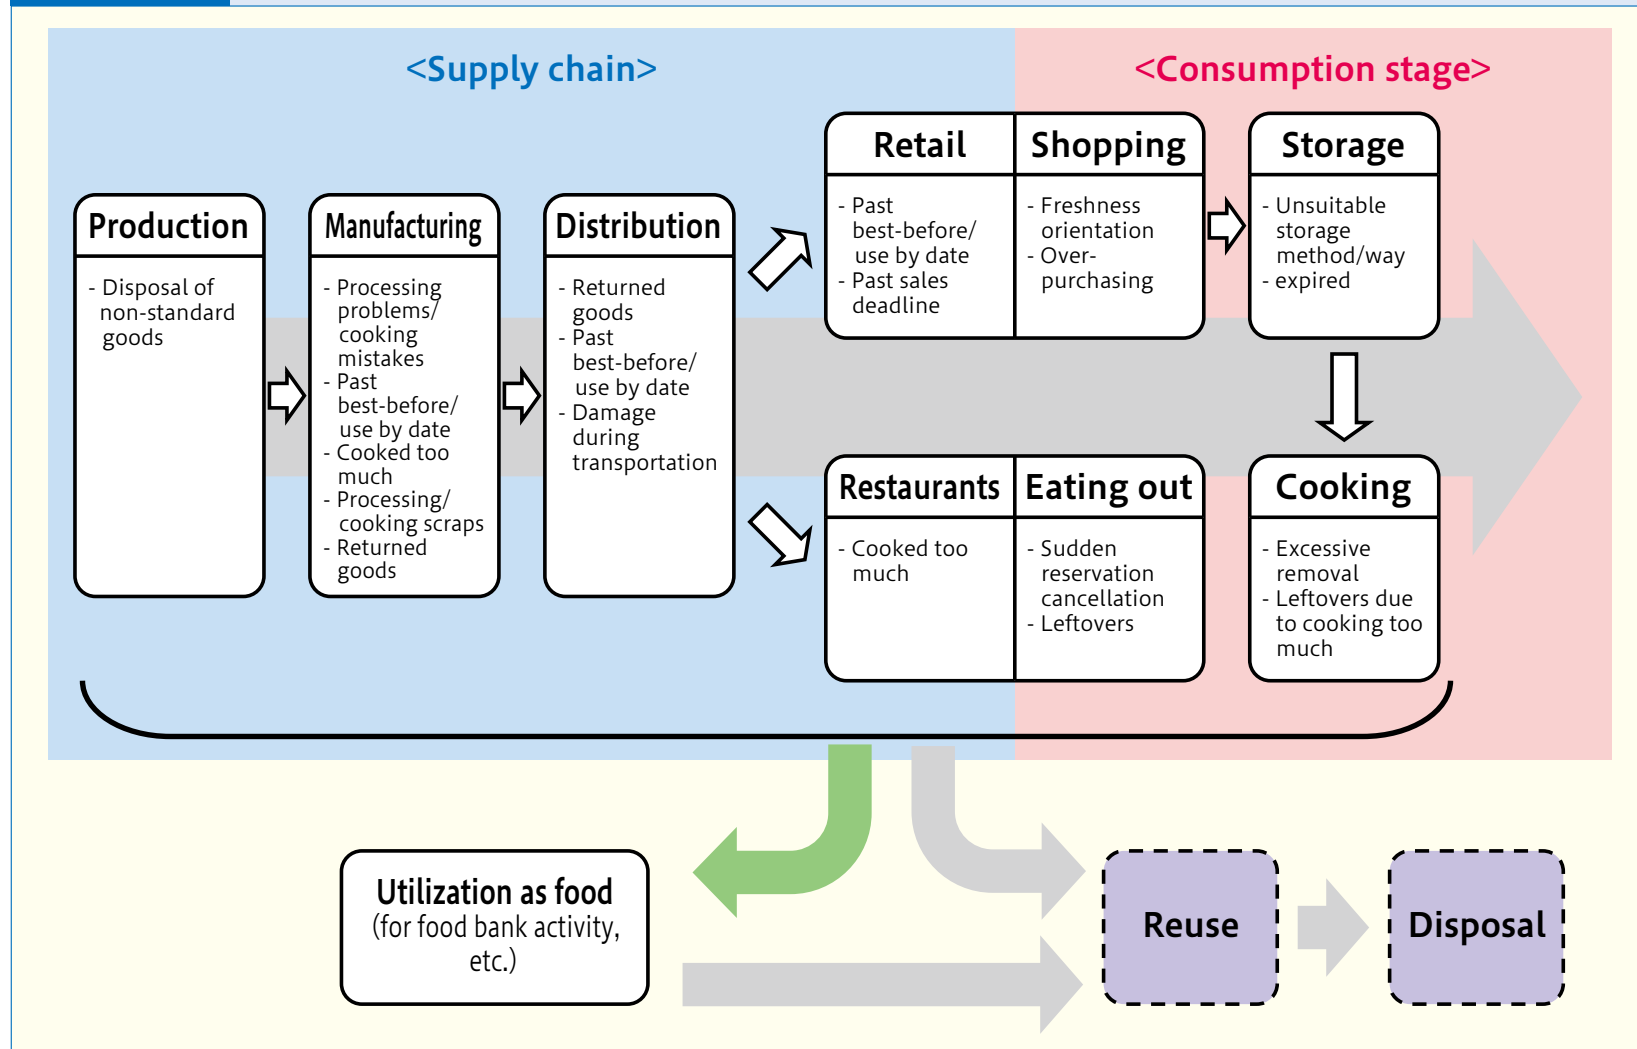 <Supply chain>
<Consumption stage>
Production
- Disposal of
non-standard
goods
Manufacturing
- Processing
problems/
cooking
mistakes
- Past
best-before/
use by date
- Cooked too
much
- Processing/
cooking scraps
- Returned
goods
Distribution
- Returned
goods
- Past
best-before/
use by date
- Damage
during
transportation
Retail
- Past
best-before/
use by date
- Past sales
deadline
Shopping
- Freshness
orientation
- Over-
purchasing
Storage
- Unsuitable
storage
method/way
- expired
Restaurants
- Cooked too
much
Eating out
- Sudden
reservation
cancellation
- Leftovers
Cooking
- Excessive
removal
- Leftovers due
to cooking too
much
Utilization as food
(for food bank activity,
etc.)
Reuse
Disposal